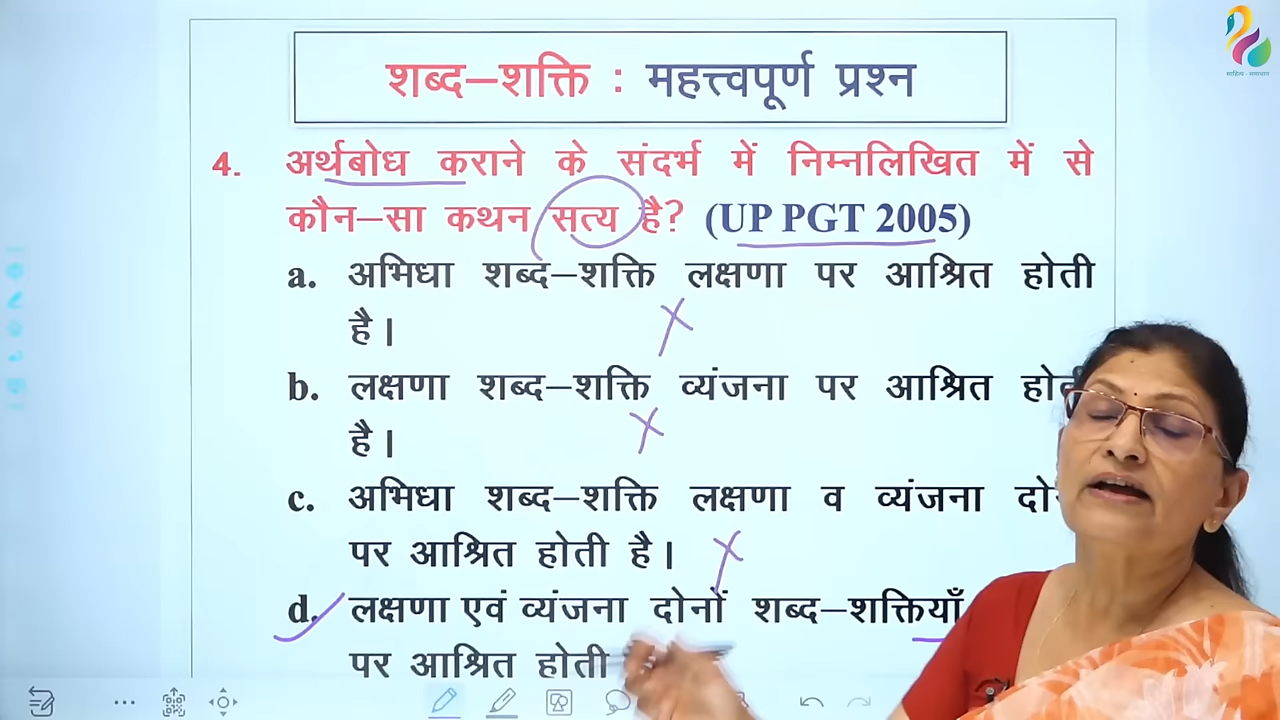 शब्द–शक्ति : महत्त्वपूर्ण प्रश्न
4. अर्थबोध कराने के संदर्भ में निम्नलिखित में से
कौन–सा कथन सत्य है? (UP PGT 2005)
a. अभिधा शब्द–शक्ति लक्षणा पर आश्रित होती
है।
b. लक्षणा शब्द–शक्ति व्यंजना पर आश्रित
है।
c. अभिधा शब्द–शक्ति लक्षणा व व्यंजना
पर आश्रित होती है।
d. लक्षणा एवं व्यंजना दोनों शब्द–शक्तियाँ
पर आश्रित होती
साहित्य - समाधान